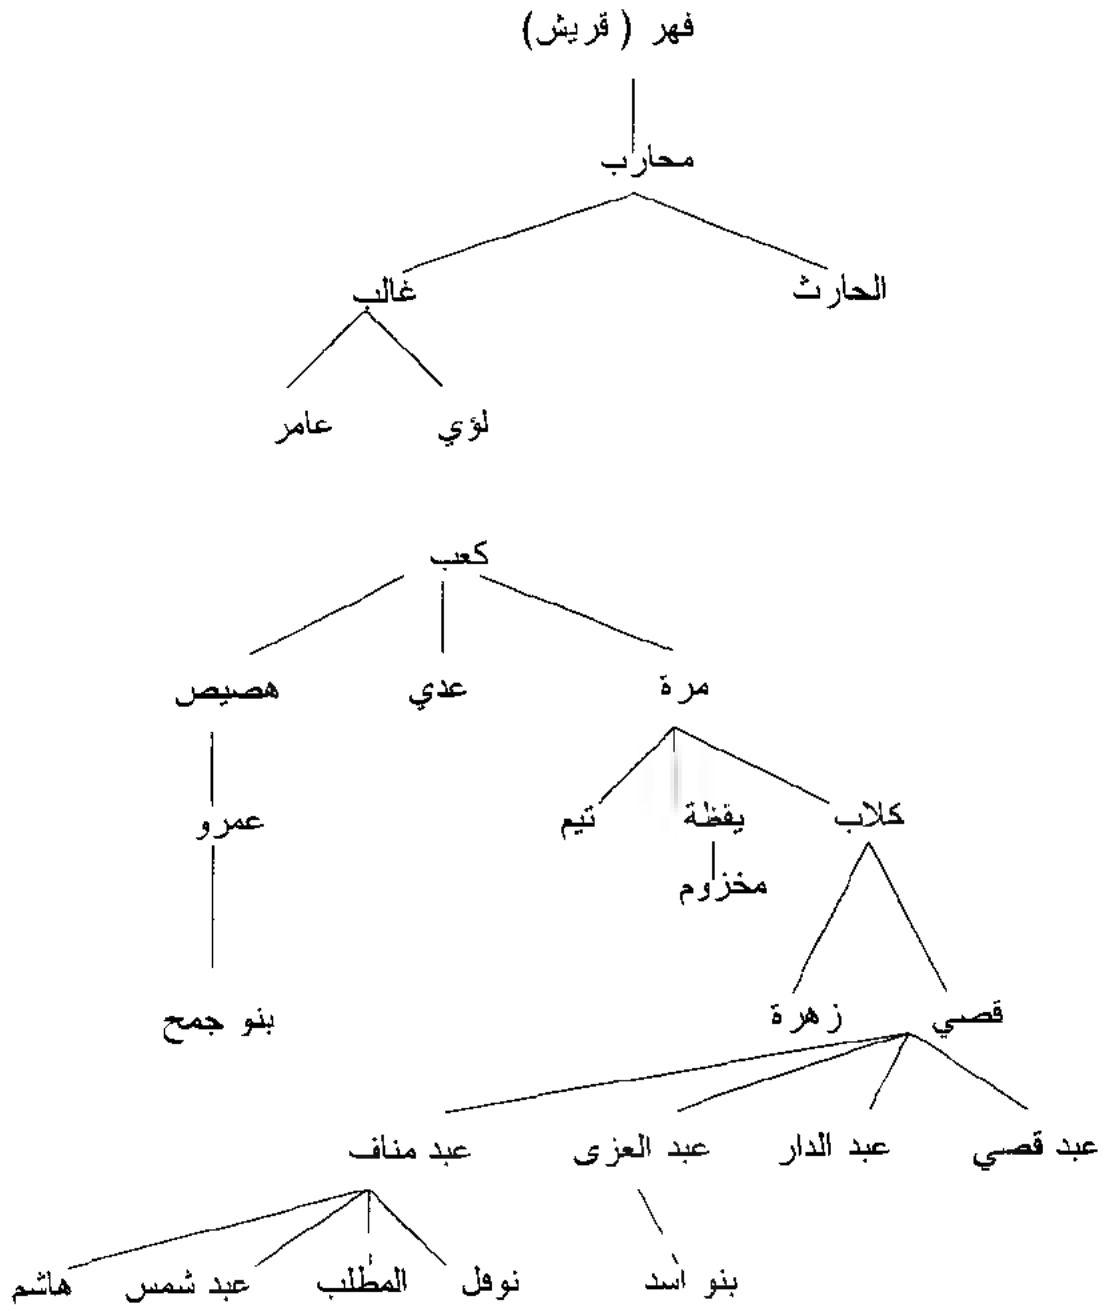 فهر ( قريش)
محارب
الحارث غالب
لؤي عامر
كعب
مرة عدي هصيص
كلاب يقظة تيم عمرو
مخزوم
قصي زهرة بنو جمح
عبد قصي عبد الدار عبد العزى عبد مناف
بنو أسد نوفل المطلب عبد شمس هاشم